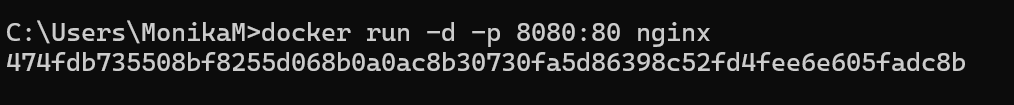 C:\Users\MonikaM>docker run -d -p 8080:80 nginx
474fdb735508bf8255d068b0a0ac8b30730fa5d86398c52fd4fee6e605fadc8b